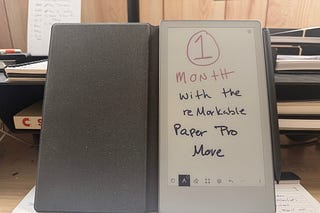 1
MONTH
with the
reMarkable
Paper Pro
Move